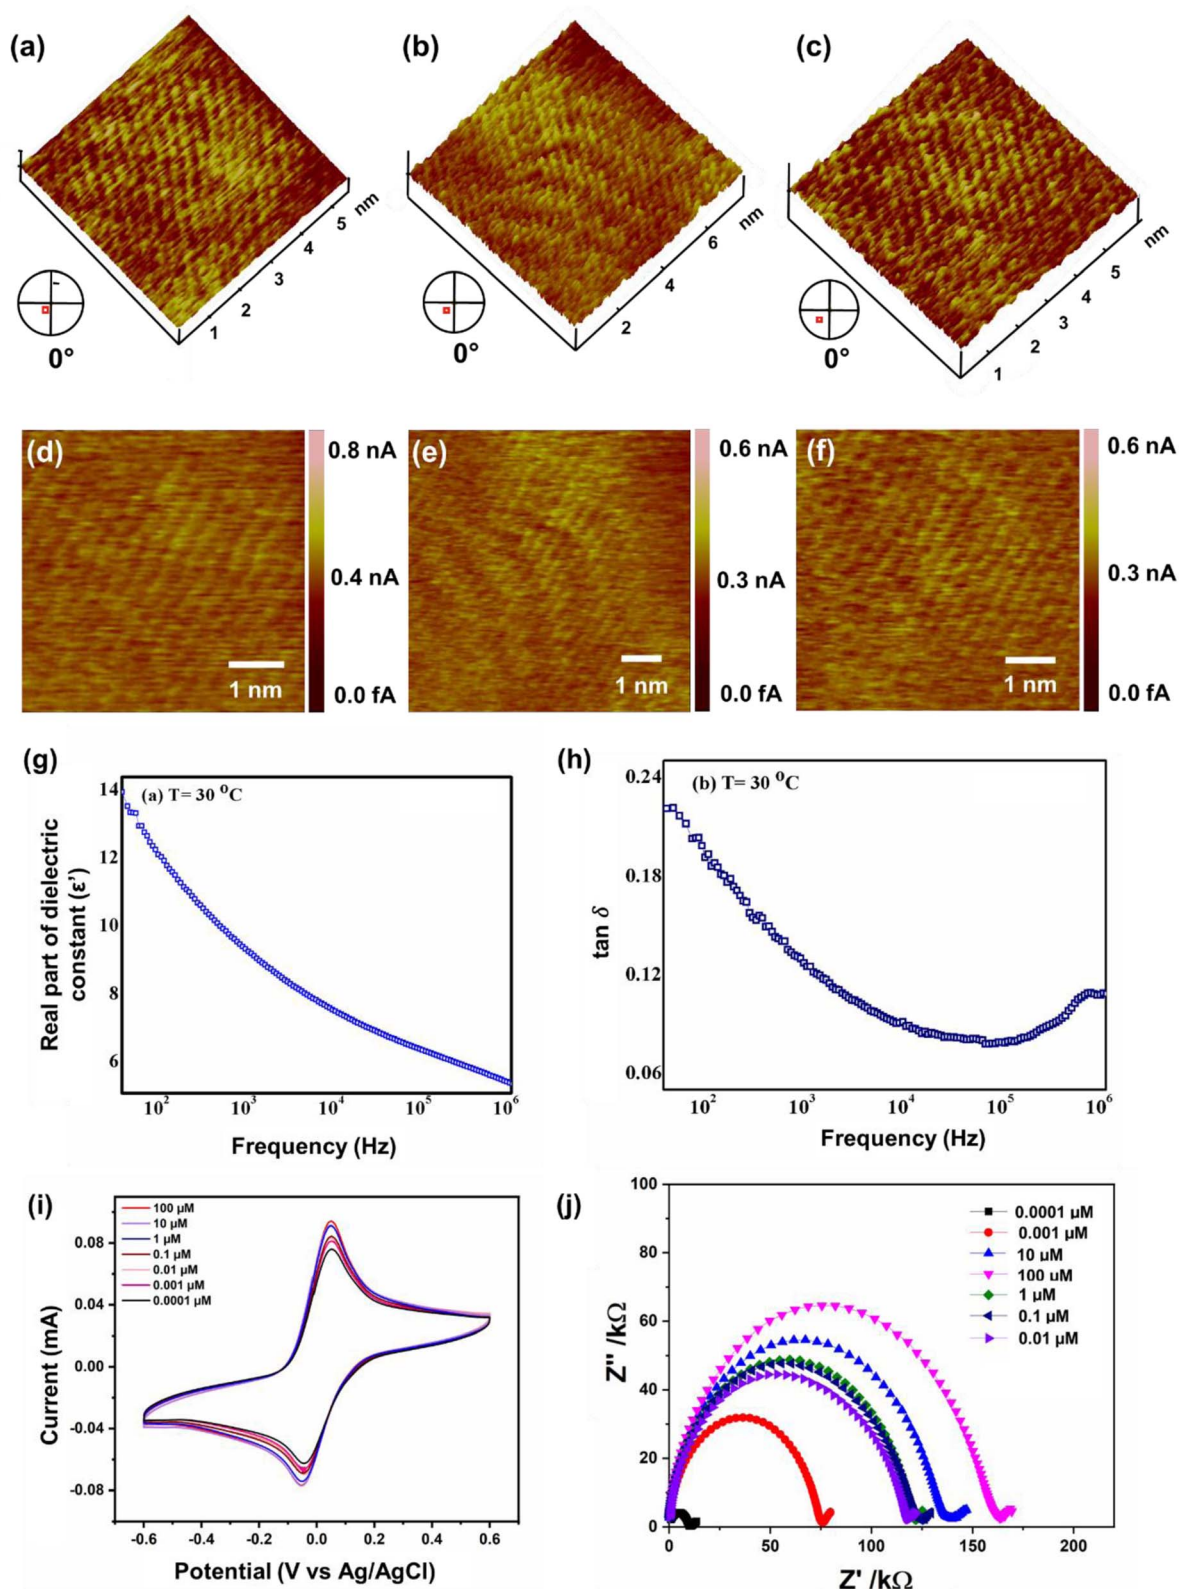 (a)
(b)
(c)
nm
5
4
3
2
1
0°
nm
6
4
2
0°
nm
5
4
3
2
1
0°
(d)
0.8 nA
0.4 nA
0.0 fA
1 nm
(e)
0.6 nA
0.3 nA
0.0 fA
1 nm
(f)
0.6 nA
0.3 nA
0.0 fA
1 nm
(g)
(a) T= 30 ⁰C
14
12
10
8
6
10² 10³ 10⁴ 10⁵ 10⁶
Real part of dielectric
constant (ε')
Frequency (Hz)
(h)
(b) T= 30 ⁰C
0.24
0.18
0.12
0.06
10² 10³ 10⁴ 10⁵ 10⁶
tan δ
Frequency (Hz)
(i)
100 µM
10 µM
1 µM
0.1 µM
0.01 µM
0.001 µM
0.0001 µM
0.08
0.04
0.00
-0.04
-0.08
-0.6 -0.4 -0.2 0.0 0.2 0.4 0.6
Current (mA)
Potential (V vs Ag/AgCl)
(j)
0.0001 µM
0.001 µM
10 µM
100 uM
1 µM
0.1 µM
0.01 µM
100
80
60
40
20
0
0 50 100 150 200
Z'' /kΩ
Z' /kΩ